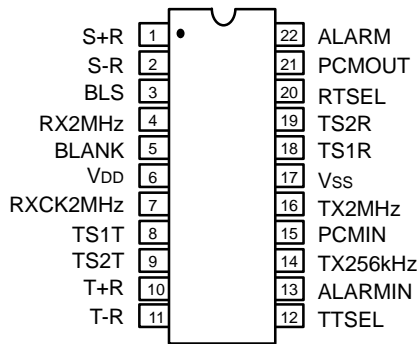 S+R 1 22 ALARM
S-R 2 21 PCMOUT
BLS 3 20 RTSEL
RX2MHz 4 19 TS2R
BLANK 5 18 TS1R
VDD 6 17 VSS
RXCK2MHz 7 16 TX2MHz
TS1T 8 15 PCMIN
TS2T 9 14 TX256kHz
T+R 10 13 ALARMIN
T-R 11 12 TTSEL